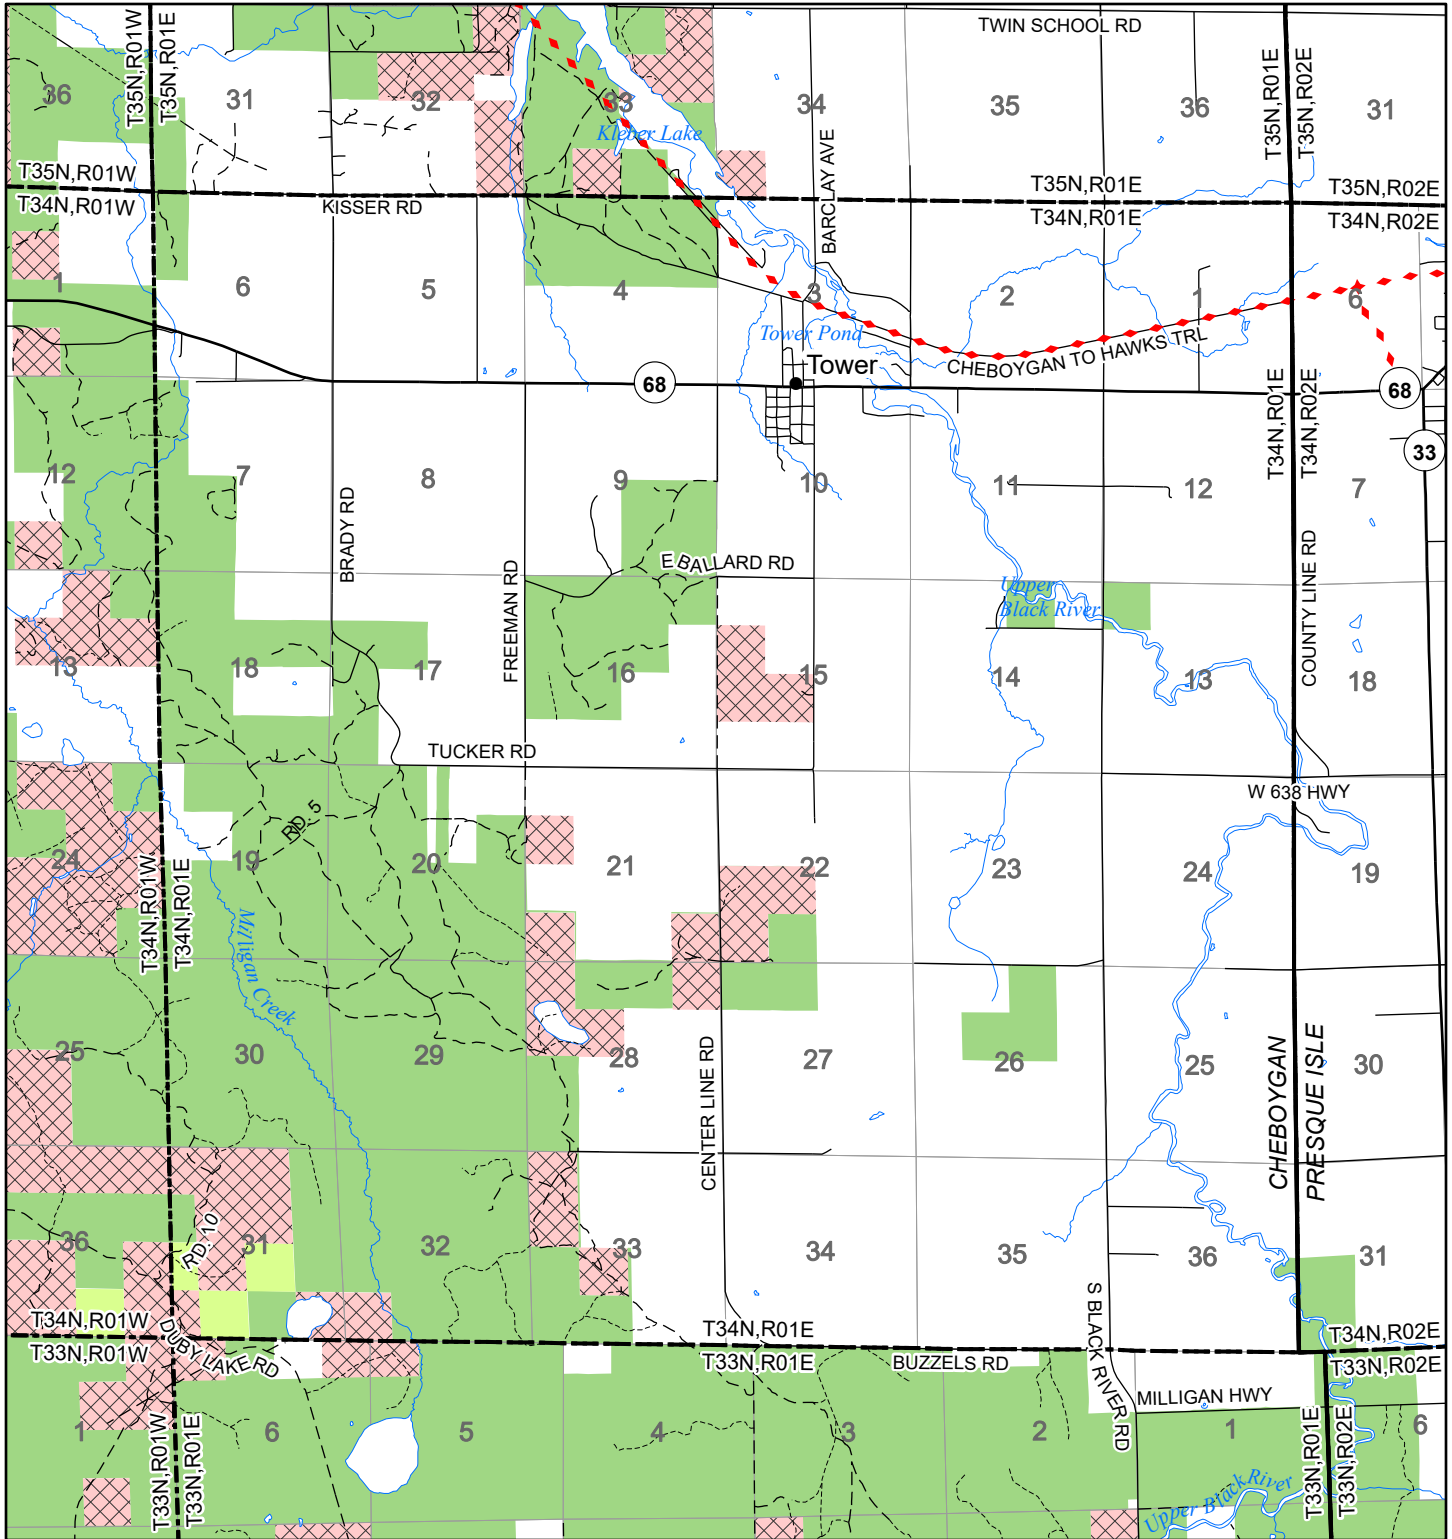 TWIN SCHOOL RD
T35N,R01W
T35N,R01E
T35N,R01E
T35N,R02E
36
31
32
33
34
35
36
31
Kleber Lake
BARCLAY AVE
T35N,R01W
T34N,R01W
KISSER RD
T35N,R01E
T34N,R01E
T35N,R02E
T34N,R02E
1
6
5
4
3
2
1
6
Tower Pond
Tower
CHEBOYGAN TO HAWKS TRL
68
68
33
T34N,R01E
T34N,R02E
12
7
8
9
10
11
12
7
BRADY RD
FREEMAN RD
E BALLARD RD
COUNTY LINE RD
Upper
Black River
13
18
17
16
15
14
13
18
TUCKER RD
W 638 HWY
RD. 5
24
19
20
21
22
23
24
19
T34N,R01W
T34N,R01E
Milligan Creek
25
30
29
28
27
26
25
30
CENTER LINE RD
CHEBOYGAN
PRESQUE ISLE
36
RD. 10
31
32
33
34
35
36
31
S BLACK RIVER RD
T34N,R01W
T33N,R01W
DUBY LAKE RD
T34N,R01E
T33N,R01E
BUZZELS RD
T34N,R02E
T33N,R02E
MILLIGAN HWY
1
6
5
4
3
2
1
6
T33N,R01W
T33N,R01E
T33N,R01E
T33N,R02E
Upper Black River